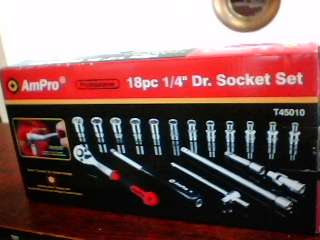 AmPro®
Professional
18pc 1/4" Dr. Socket Set
T45010